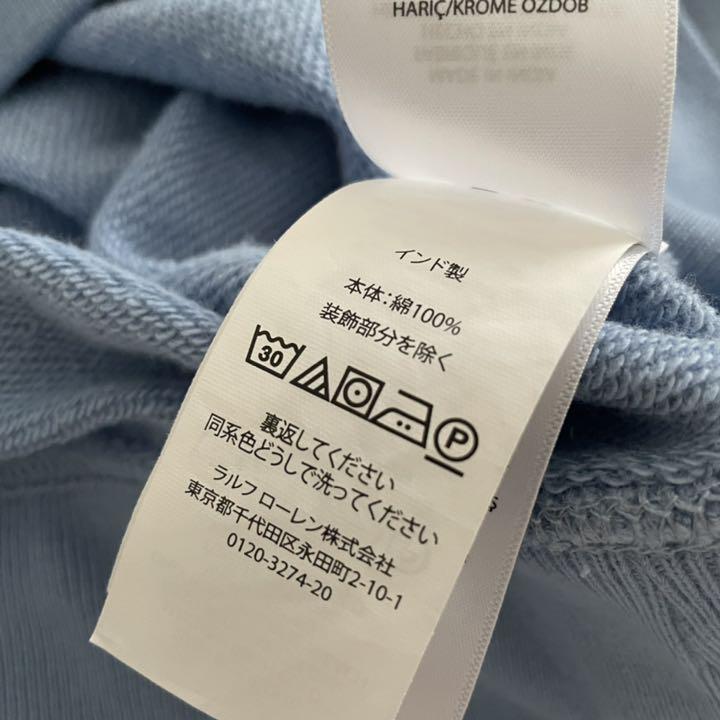 HARİÇ/KROME ÖZDÖB
インド製
本体：綿100%
装飾部分を除く
30 P
裏返してください
同系色どうしで洗ってください
ラルフ ローレン株式会社
東京都千代田区永田町2-10-1
0120-3274-20